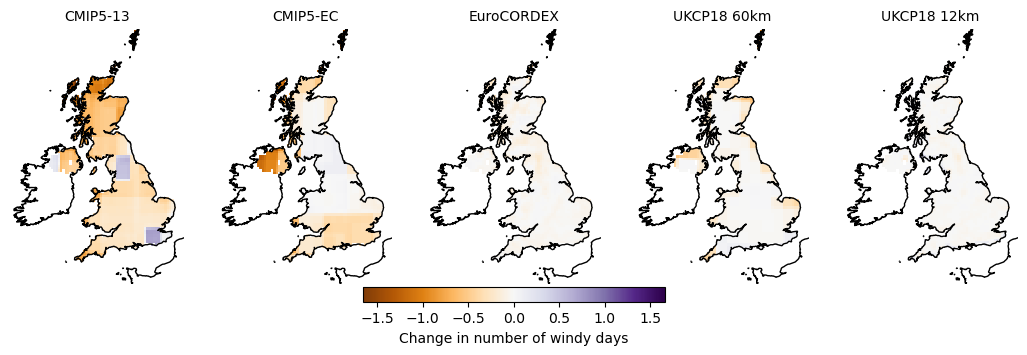 CMIP5-13
CMIP5-EC
EuroCORDEX
UKCP18 60km
UKCP18 12km
−1.5 −1.0 −0.5 0.0 0.5 1.0 1.5
Change in number of windy days